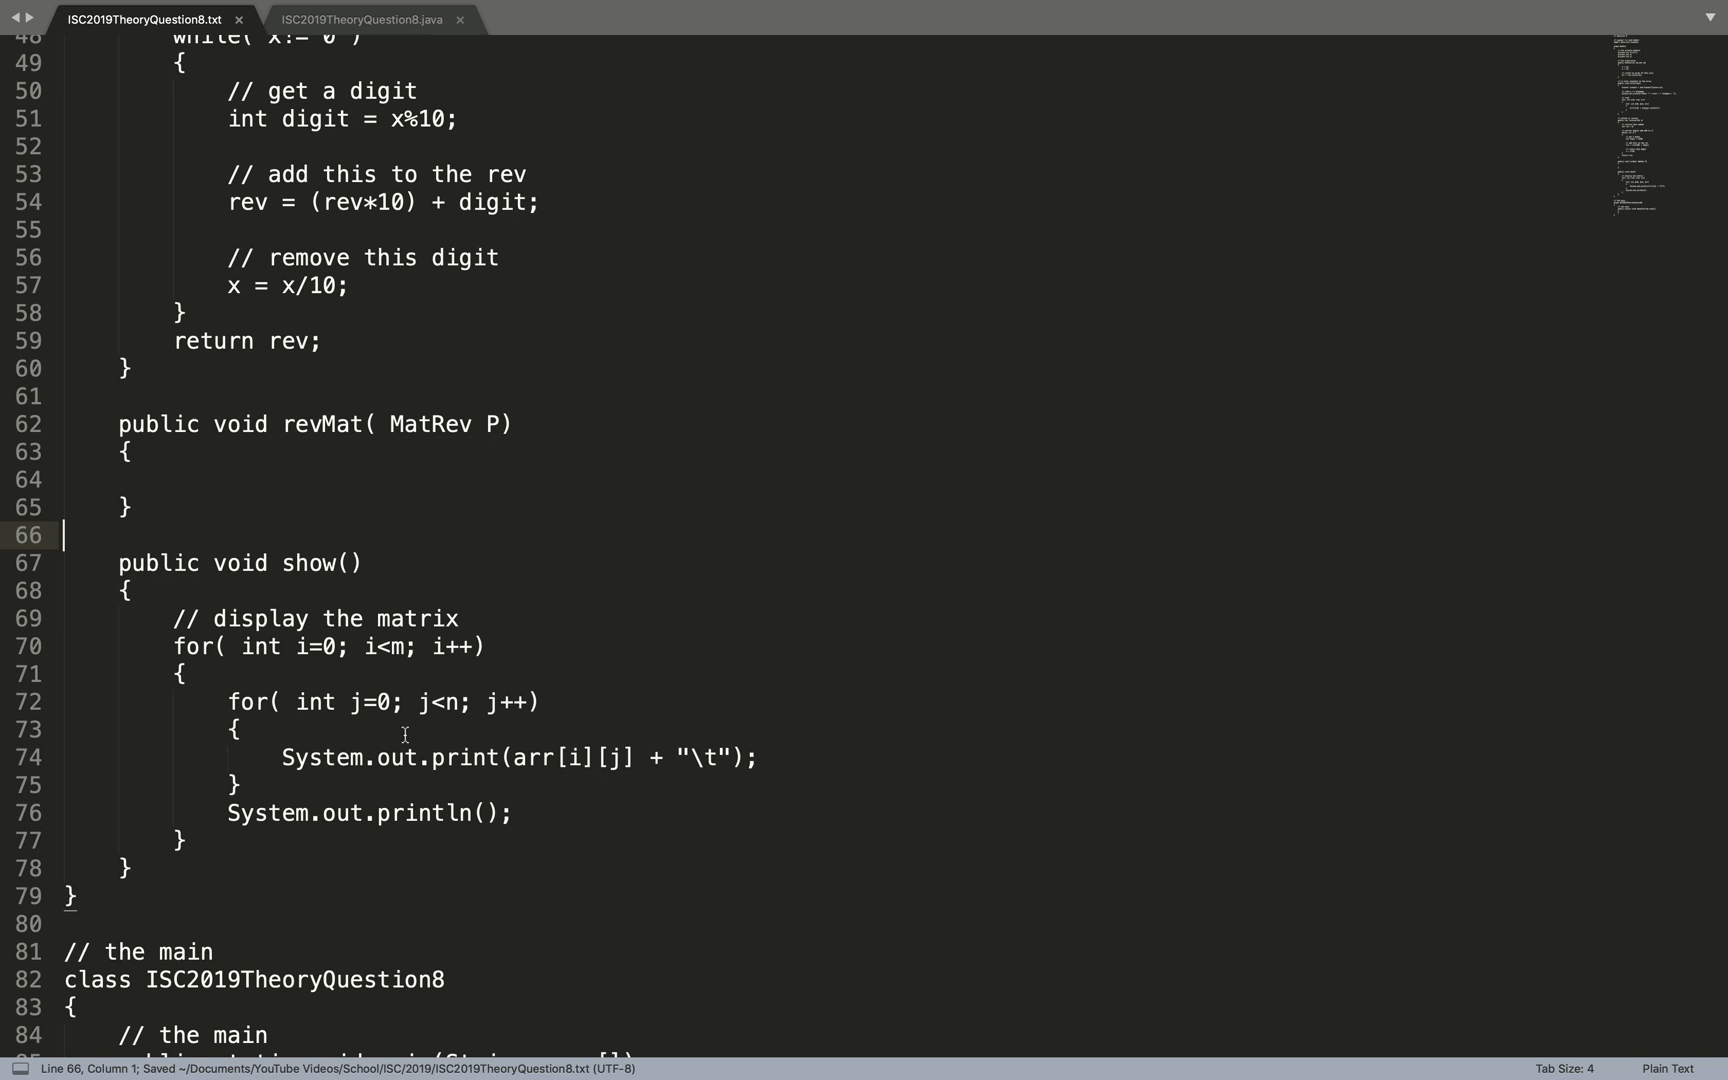 ISC2019TheoryQuestion8.txt × ISC2019TheoryQuestion8.java ×
48 while( x!= 0 )
49 {
50 // get a digit
51 int digit = x%10;
52
53 // add this to the rev
54 rev = (rev*10) + digit;
55
56 // remove this digit
57 x = x/10;
58 }
59 return rev;
60 }
61
62 public void revMat( MatRev P)
63 {
64
65 }
66
67 public void show()
68 {
69 // display the matrix
70 for( int i=0; i<m; i++)
71 {
72 for( int j=0; j<n; j++)
73 {
74 System.out.print(arr[i][j] + "\t");
75 }
76 System.out.println();
77 }
78 }
79 }
80
81 // the main
82 class ISC2019TheoryQuestion8
83 {
84 // the main
Line 66, Column 1; Saved ~/Documents/YouTube Videos/School/ISC/2019/ISC2019TheoryQuestion8.txt (UTF-8) Tab Size: 4 Plain Text